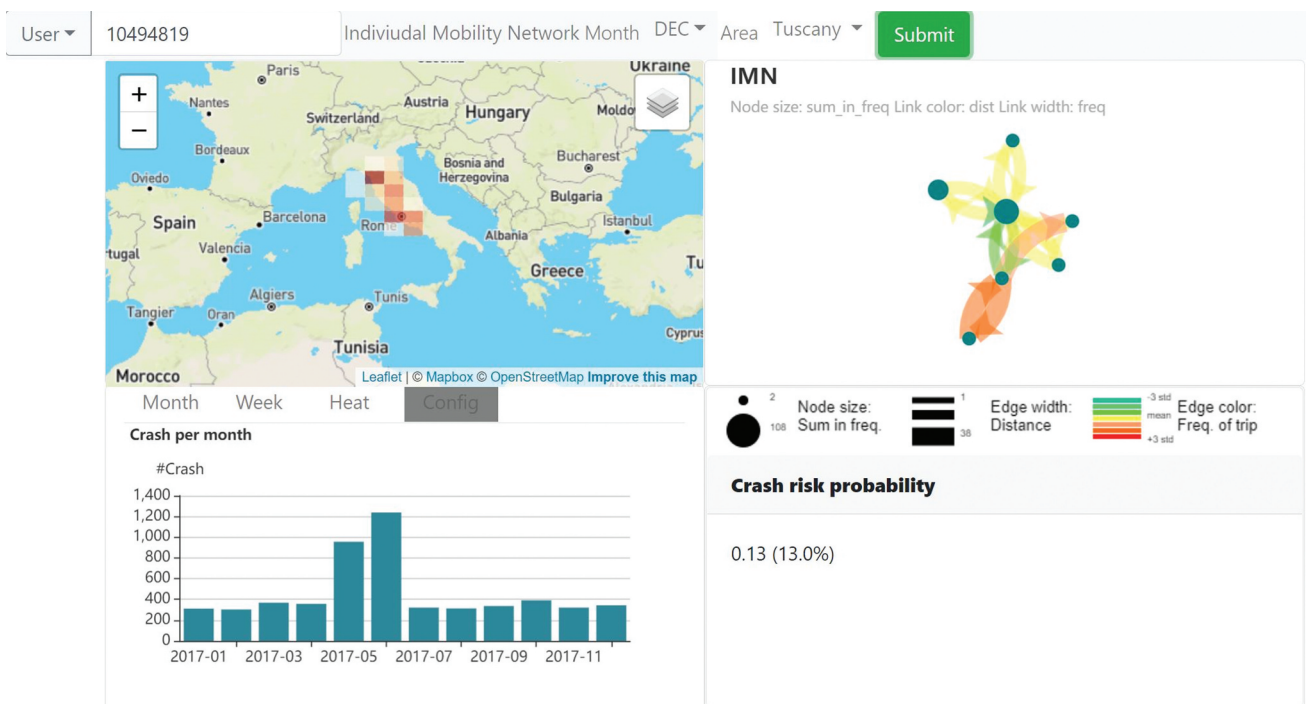 User 10494819 Indiviudal Mobility Network Month DEC Area Tuscany Submit
+
−
Paris
Ukraine
Nantes
Austria
Hungary
Moldo
Switzerland
Bordeaux
Bosnia and
Herzegovina
Bucharest
Oviedo
Bulgaria
Spain
Barcelona
Rome
Istanbul
tugal
Valencia
Albania
Greece
Tu
Algiers
Tunis
Tangier
Oran
Cyprus
Tunisia
Morocco
Leaflet | © Mapbox © OpenStreetMap Improve this map
IMN
Node size: sum_in_freq Link color: dist Link width: freq
Month Week Heat Config
Crash per month
#Crash
1,400
1,200
1,000
800
600
400
200
0
2017-01 2017-03 2017-05 2017-07 2017-09 2017-11
2
108
Node size:
Sum in freq.
1
38
Edge width:
Distance
-3 std
mean
+3 std
Edge color:
Freq. of trip
Crash risk probability
0.13 (13.0%)